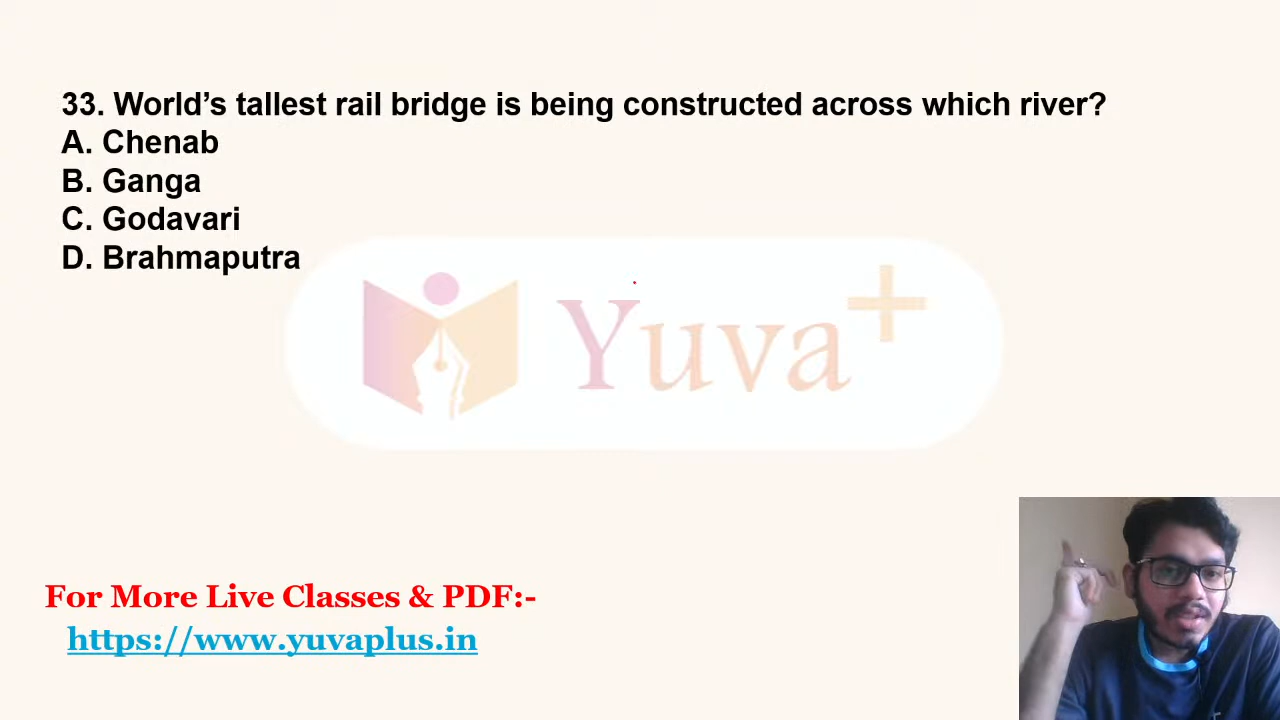 33. World’s tallest rail bridge is being constructed across which river?
A. Chenab
B. Ganga
C. Godavari
D. Brahmaputra
Yuva+
For More Live Classes & PDF:-
https://www.yuvaplus.in